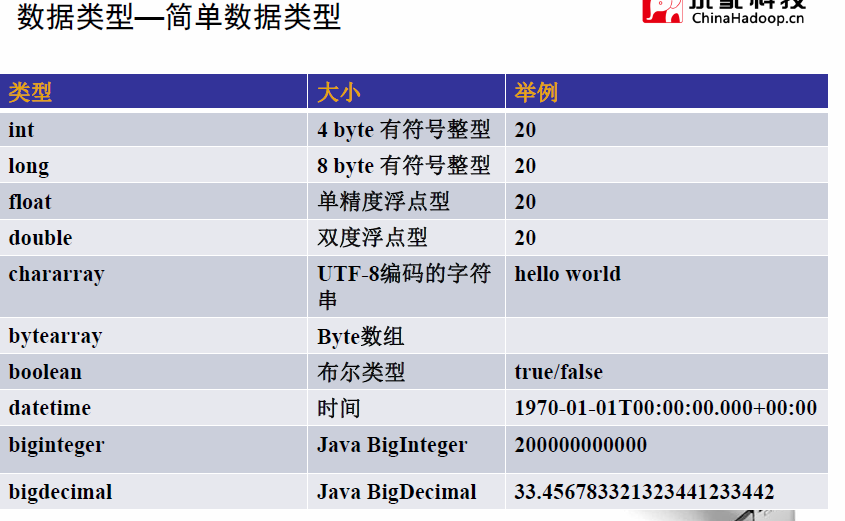 数据类型—简单数据类型
小象科技
ChinaHadoop.cn
类型 大小 举例
int 4 byte 有符号整型 20
long 8 byte 有符号整型 20
float 单精度浮点型 20
double 双度浮点型 20
chararray UTF-8编码的字符 hello world
串
bytearray Byte数组
boolean 布尔类型 true/false
datetime 时间 1970-01-01T00:00:00.000+00:00
biginteger Java BigInteger 200000000000
bigdecimal Java BigDecimal 33.456783321323441233442